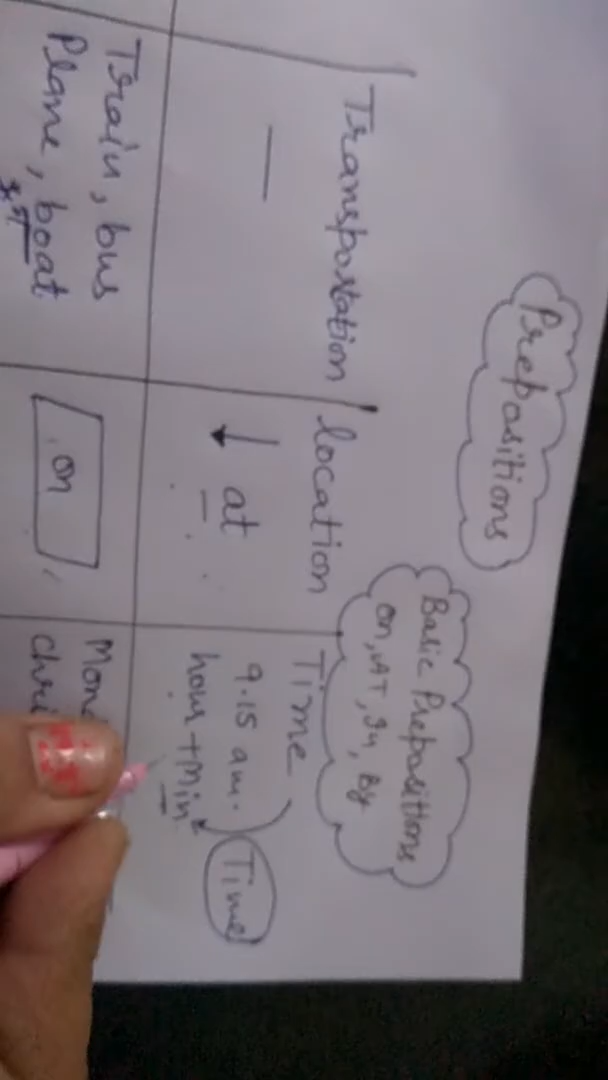 Prepositions
Basic Prepositions
on, AT, In, By
Transportation
location
Time
—
at
9.15 am.
hour + Min
Time
Train, bus
Plane, boat
on